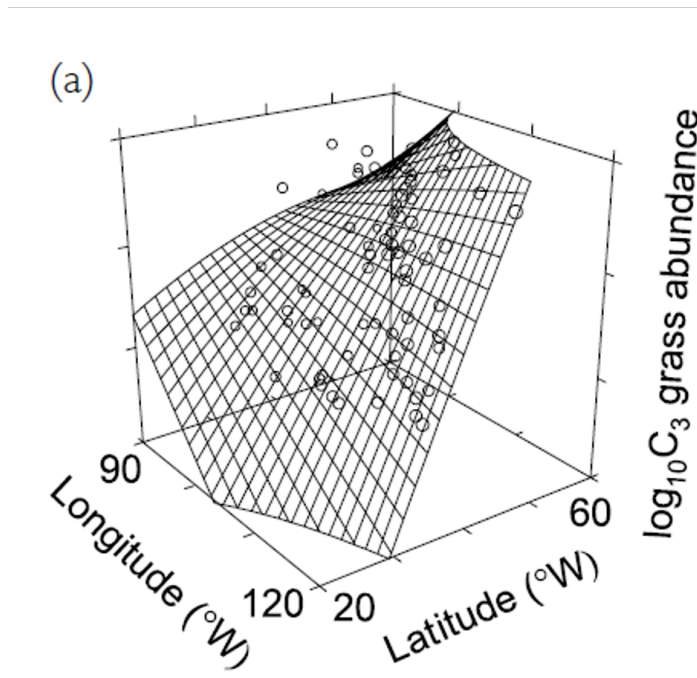 (a)
log₁₀C₃ grass abundance
90
Longitude (°W)
120
20
Latitude (°W)
60